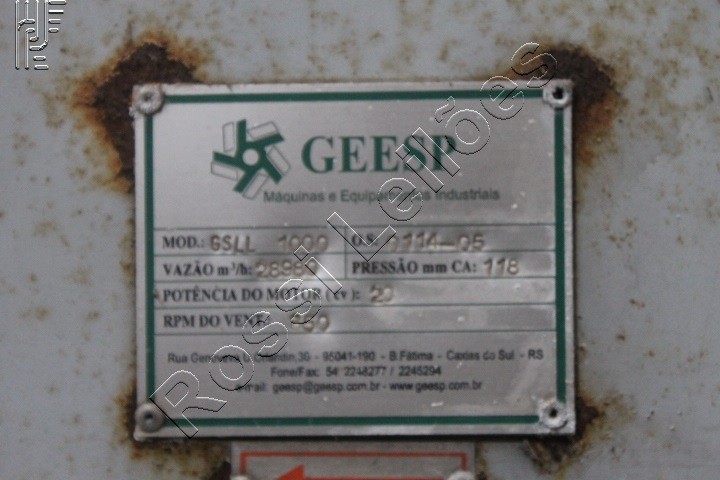 GEESP
Máquinas e Equipamentos Industriais
MOD.: GSLL 1000 O.S.: 0114-05
VAZÃO m³/h: 28980 PRESSÃO mm CA: 118
POTÊNCIA DO MOTOR (cv): 20
RPM DO VENT.:
Rua 30 - 95041-190 - B.Fátima - Caxias do Sul - RS
Fone/Fax: 54 2248277 / 2245294
e-mail: geesp@geesp.com.br - www.geesp.com.br
Rossi Leilões